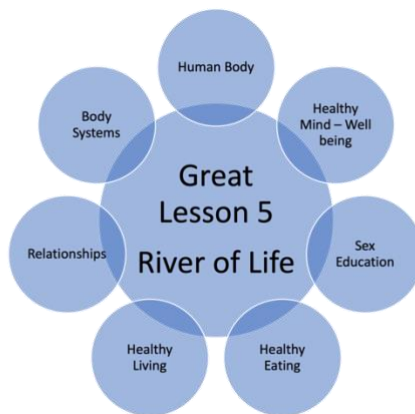 Human Body
Healthy
Mind – Well
being
Sex
Education
Healthy
Eating
Healthy
Living
Relationships
Body
Systems
Great
Lesson 5
River of Life